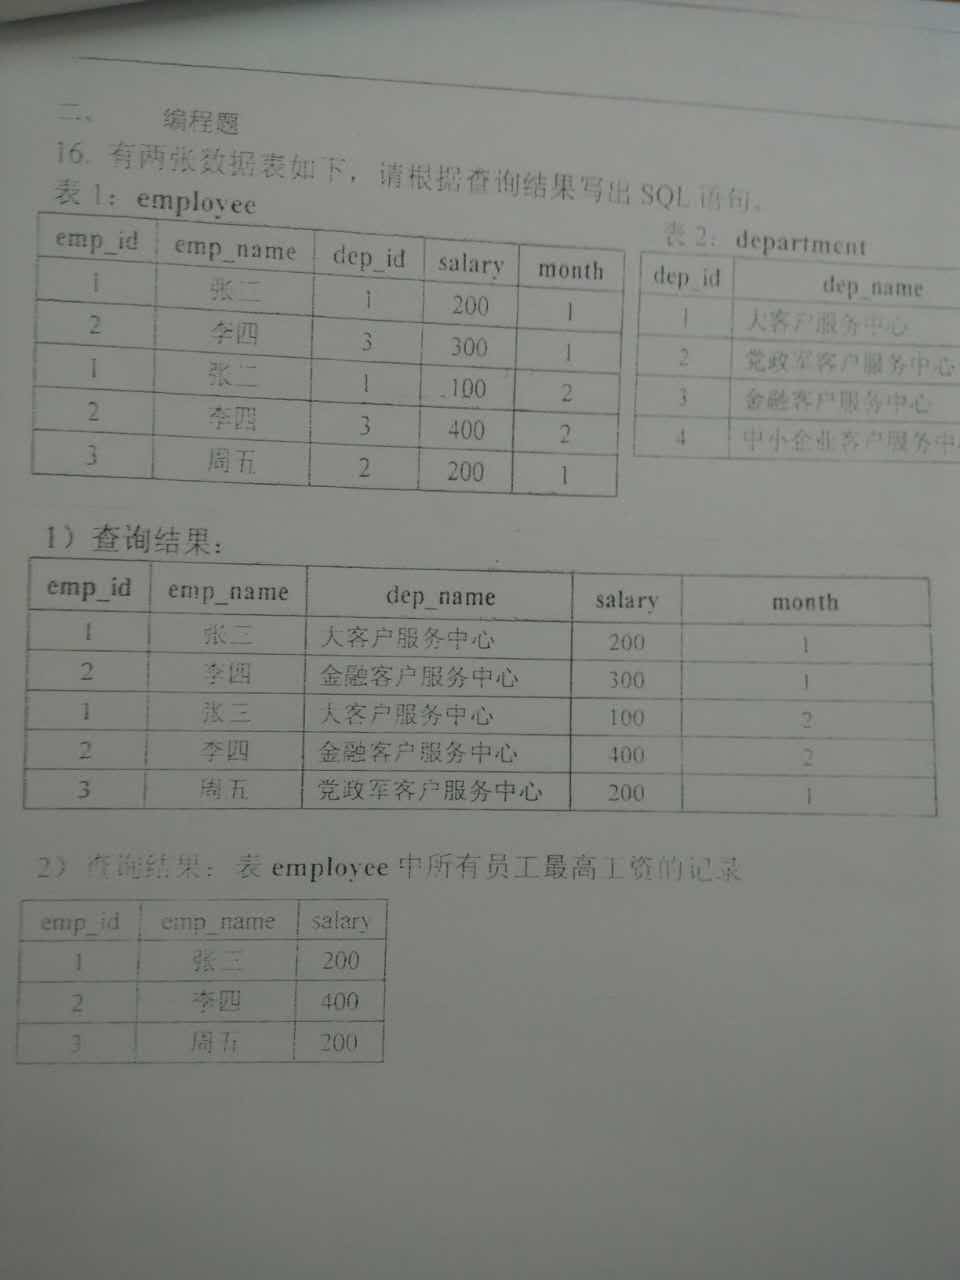 二、 编程题
16. 有两张数据表如下，请根据查询结果写出 SQL 语句。
表 1： employee
emp_id emp_name dep_id salary month
1 张三 1 200 1
2 李四 3 300 1
1 张三 1 100 2
2 李四 3 400 2
3 周五 2 200 1
表 2： department
dep_id dep_name
1 大客户服务中心
2 党政军客户服务中心
3 金融客户服务中心
4 中小企业客户服务中
1）查询结果：
emp_id emp_name dep_name salary month
1 张三 大客户服务中心 200 1
2 李四 金融客户服务中心 300 1
1 张三 大客户服务中心 100 2
2 李四 金融客户服务中心 400 2
3 周五 党政军客户服务中心 200 1
2）查询结果：表 employee 中所有员工最高工资的记录
emp_id emp_name salary
1 张三 200
2 李四 400
3 周五 200